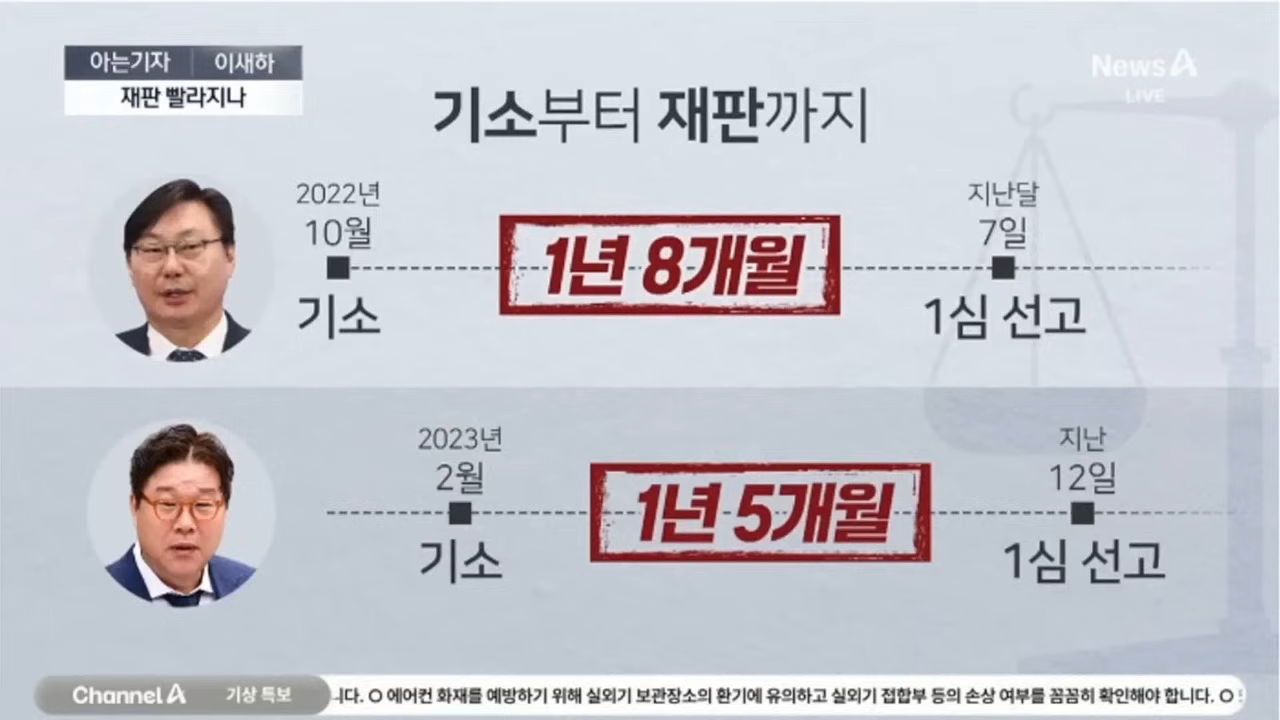 아는기자 이새하
재판 빨라지나
News A
LIVE
기소부터 재판까지
2022년
10월
기소
1년 8개월
지난달
7일
1심 선고
2023년
2월
기소
1년 5개월
지난
12일
1심 선고
Channel A 기상 특보 니다. ○ 에어컨 화재를 예방하기 위해 실외기 보관장소의 환기에 유의하고 실외기 접합부 등의 손상 여부를 꼼꼼히 확인해야 합니다. ○